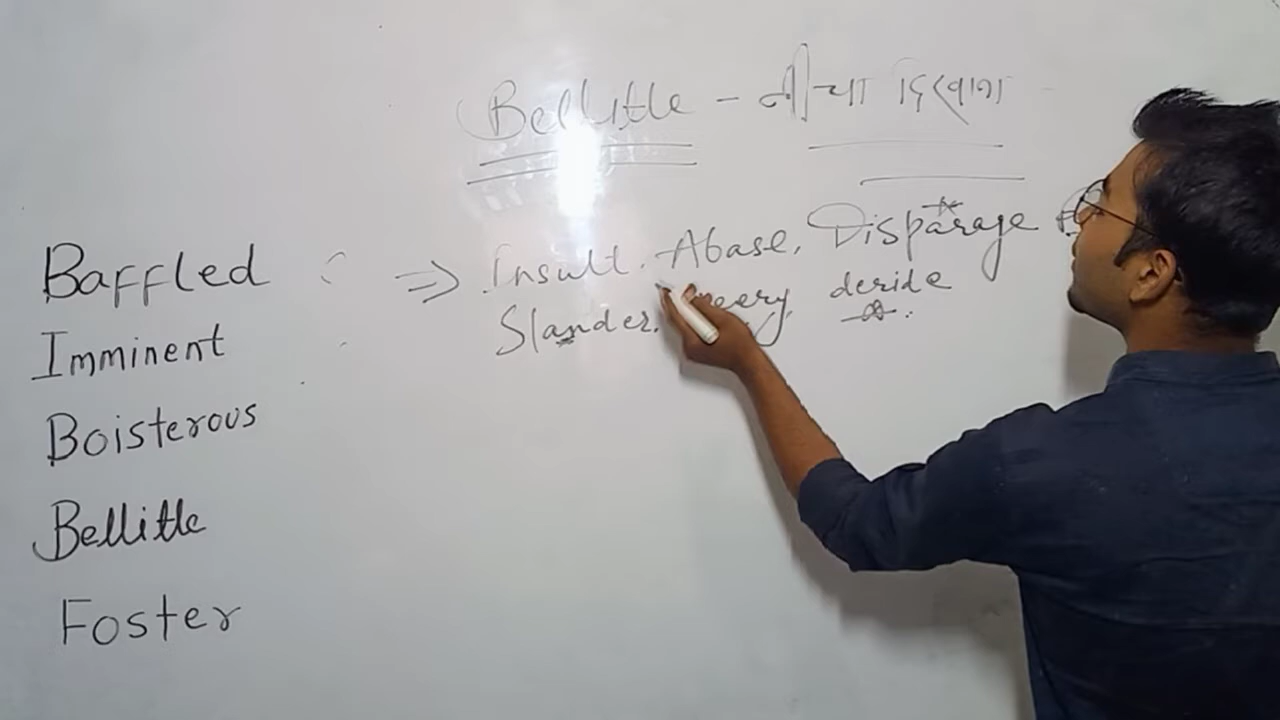 Bellitle - नीचा दिखाना
Baffled
Imminent
Boisterous
Bellitle
Foster
⇒ Insult. Abase, Disparage
Slander. deride